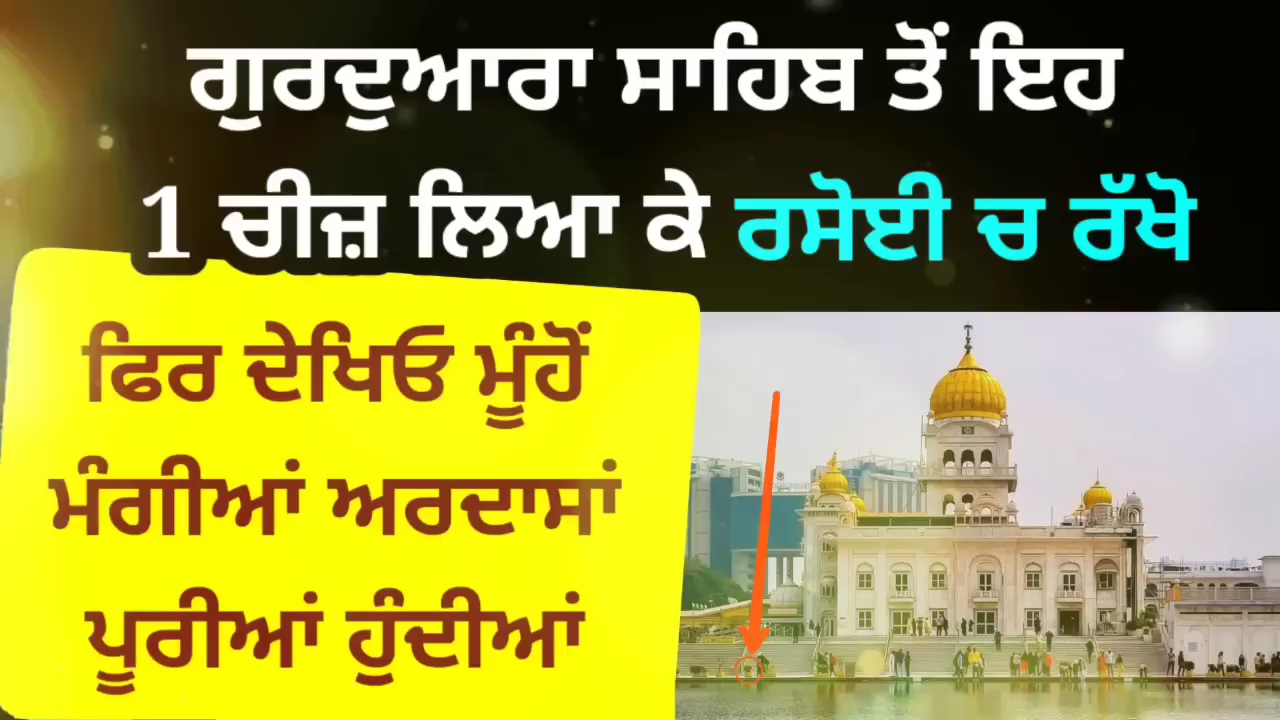 ਗੁਰਦੁਆਰਾ ਸਾਹਿਬ ਤੋਂ ਇਹ
1 ਚੀਜ਼ ਲਿਆ ਕੇ ਰਸੋਈ ਚ ਰੱਖੋ
ਫਿਰ ਦੇਖਿਓ ਮੂੰਹੋਂ
ਮੰਗੀਆਂ ਅਰਦਾਸਾਂ
ਪੂਰੀਆਂ ਹੁੰਦੀਆਂ